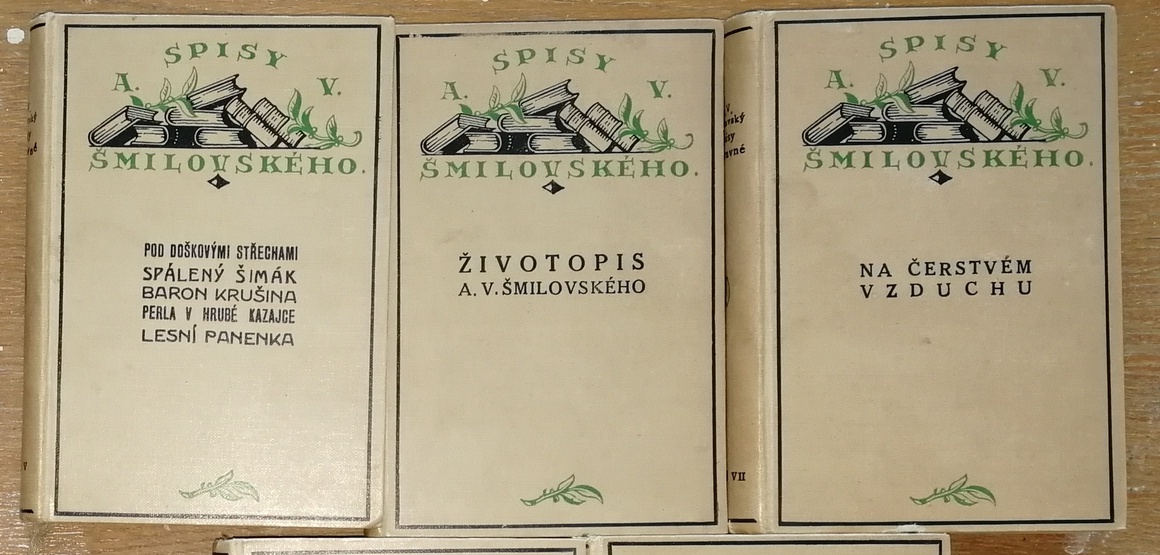 SPISY
A. V.
ŠMILOVSKÉHO.
POD DOŠKOVÝMI STŘECHAMI
SPÁLENÝ ŠIMÁK
BARON KRUŠINA
PERLA V HRUBÉ KAZAJCE
LESNÍ PANENKA
SPISY
A. V.
ŠMILOVSKÉHO.
ŽIVOTOPIS
A. V. ŠMILOVSKÉHO
VII
SPISY
A. V.
ŠMILOVSKÉHO.
NA ČERSTVÉM
VZDUCHU